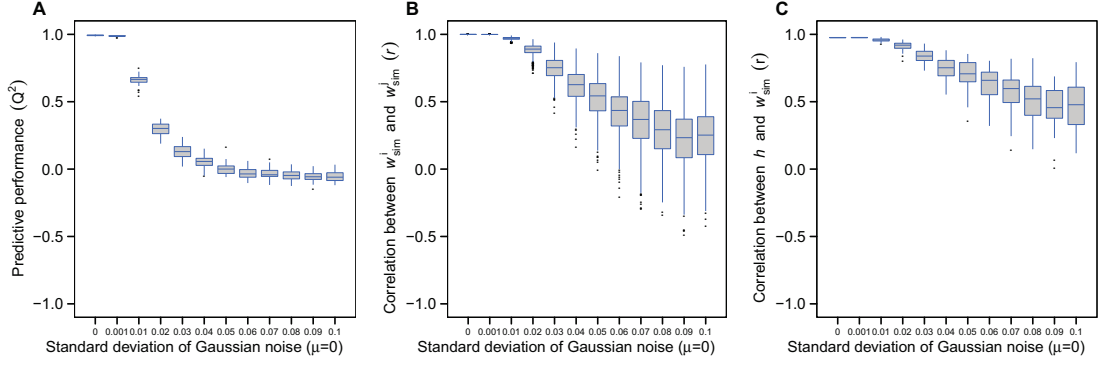 A
Predictive performance (Q²)
1.0
0.5
0.0
−0.5
−1.0
0 0.001 0.01 0.02 0.03 0.04 0.05 0.06 0.07 0.08 0.09 0.1
Standard deviation of Gaussian noise (μ=0)
B
Correlation between w^i_sim and w^j_sim (r)
1.0
0.5
0.0
−0.5
−1.0
0 0.001 0.01 0.02 0.03 0.04 0.05 0.06 0.07 0.08 0.09 0.1
Standard deviation of Gaussian noise (μ=0)
C
Correlation between h and w^i_sim (r)
1.0
0.5
0.0
−0.5
−1.0
0 0.001 0.01 0.02 0.03 0.04 0.05 0.06 0.07 0.08 0.09 0.1
Standard deviation of Gaussian noise (μ=0)